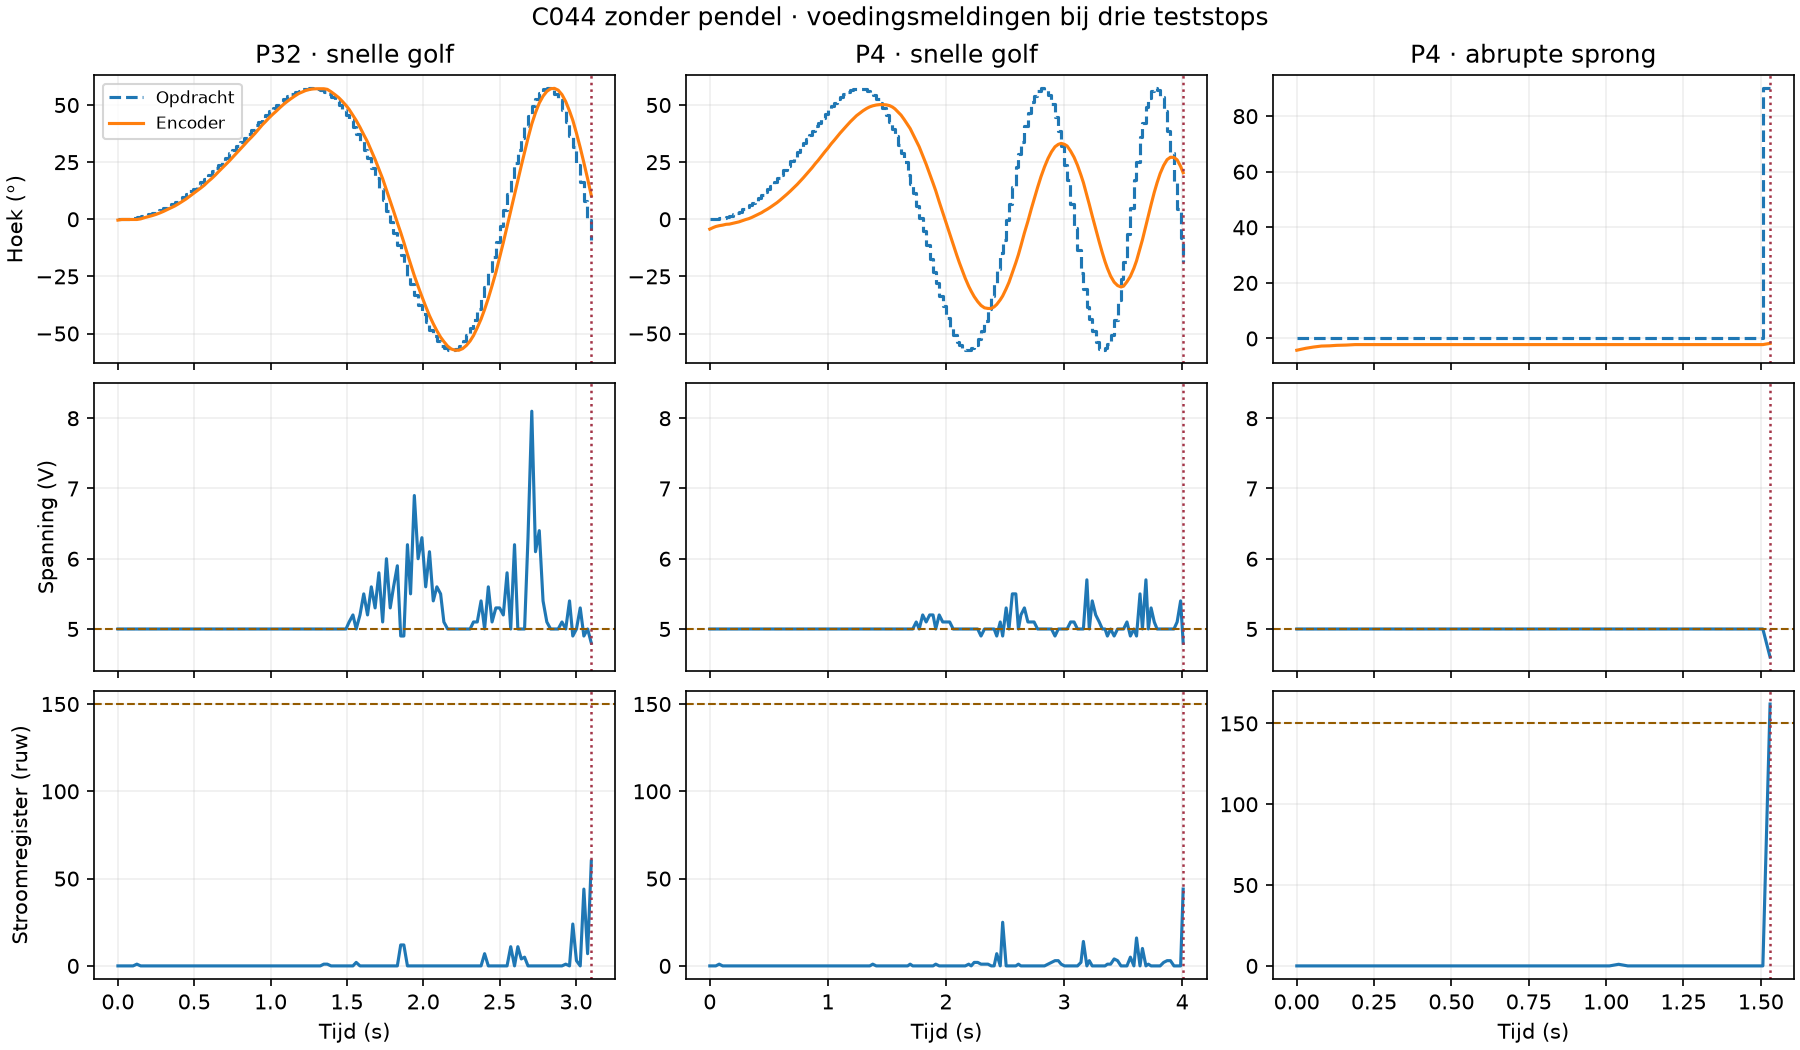 C044 zonder pendel · voedingsmeldingen bij drie teststops
P32 · snelle golf
P4 · snelle golf
P4 · abrupte sprong
Opdracht
Encoder
Hoek (°)
50
25
0
−25
−50
50
25
0
−25
−50
80
60
40
20
0
Spanning (V)
8
7
6
5
8
7
6
5
8
7
6
5
Stroomregister (ruw)
150
100
50
0
150
100
50
0
150
100
50
0
0.0 0.5 1.0 1.5 2.0 2.5 3.0
0 1 2 3 4
0.00 0.25 0.50 0.75 1.00 1.25 1.50
Tijd (s)
Tijd (s)
Tijd (s)